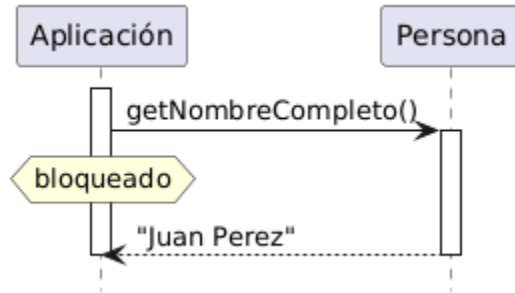 Aplicación
Persona
getNombreCompleto()
bloqueado
"Juan Perez"